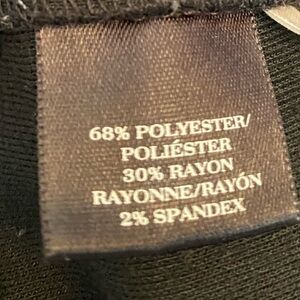 68% POLYESTER/
POLIÉSTER
30% RAYON
RAYONNE/RAYÓN
2% SPANDEX